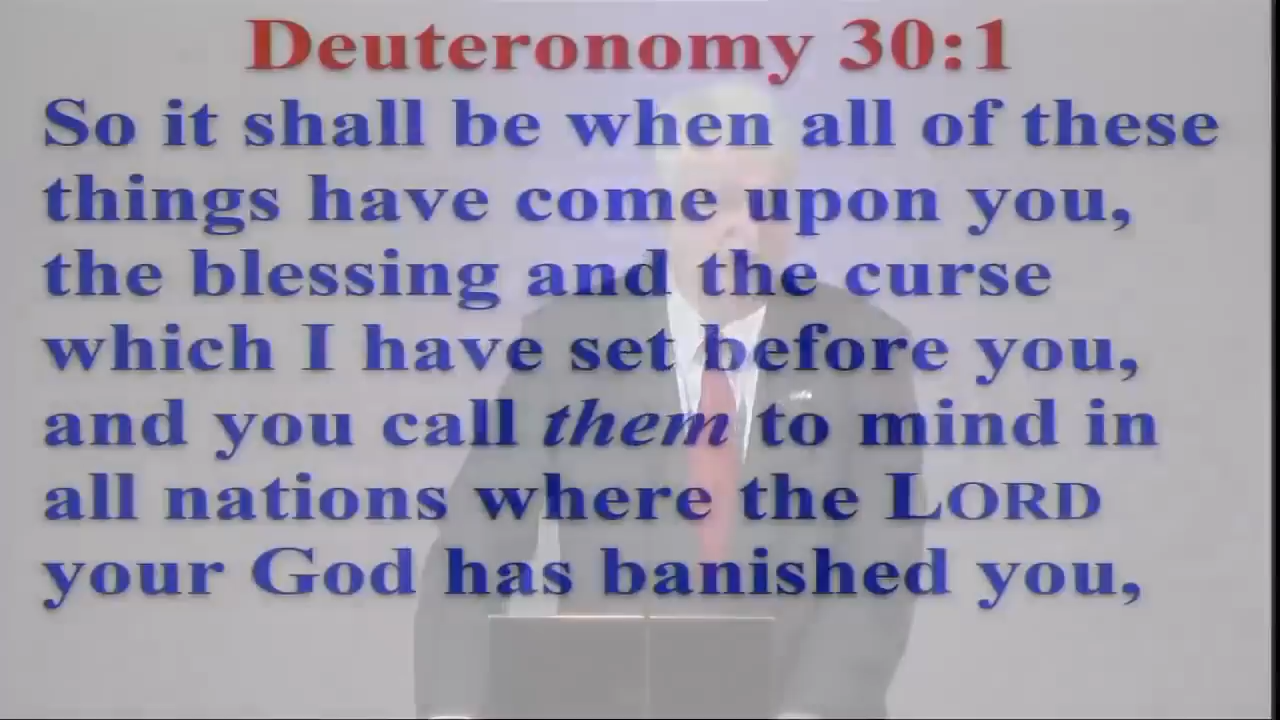 Deuteronomy 30:1
So it shall be when all of these
things have come upon you,
the blessing and the curse
which I have set before you,
and you call them to mind in
all nations where the LORD
your God has banished you,